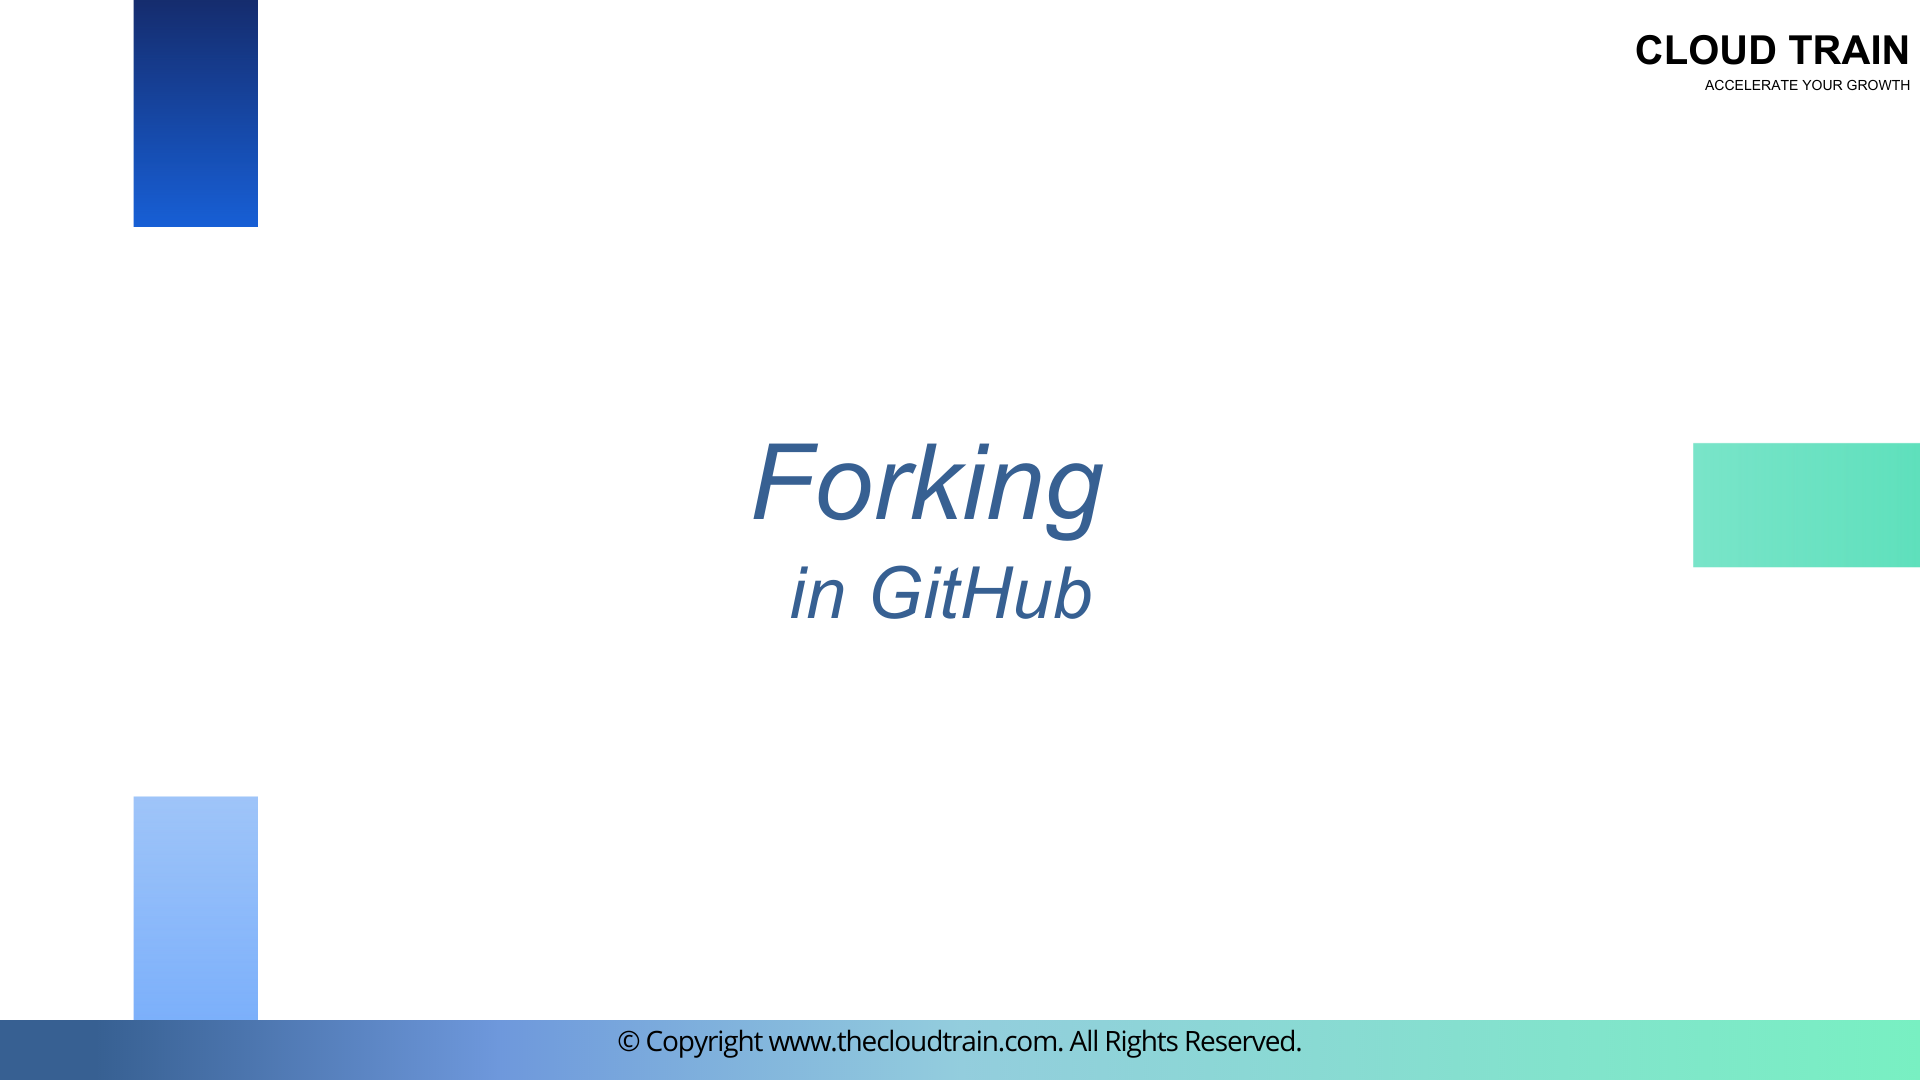 CLOUD TRAIN
ACCELERATE YOUR GROWTH
Forking
in GitHub
© Copyright www.thecloudtrain.com. All Rights Reserved.